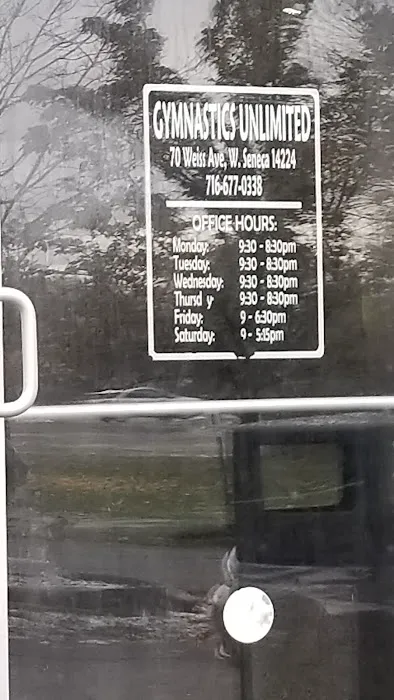 GYMNASTICS UNLIMITED
70 Weiss Ave, W. Seneca 14224
716-677-0338
OFFICE HOURS:
Monday: 9:30 - 8:30pm
Tuesday: 9:30 - 8:30pm
Wednesday: 9:30 - 8:30pm
Thursd y 9:30 - 8:30pm
Friday: 9 - 6:30pm
Saturday: 9 - 5:15pm